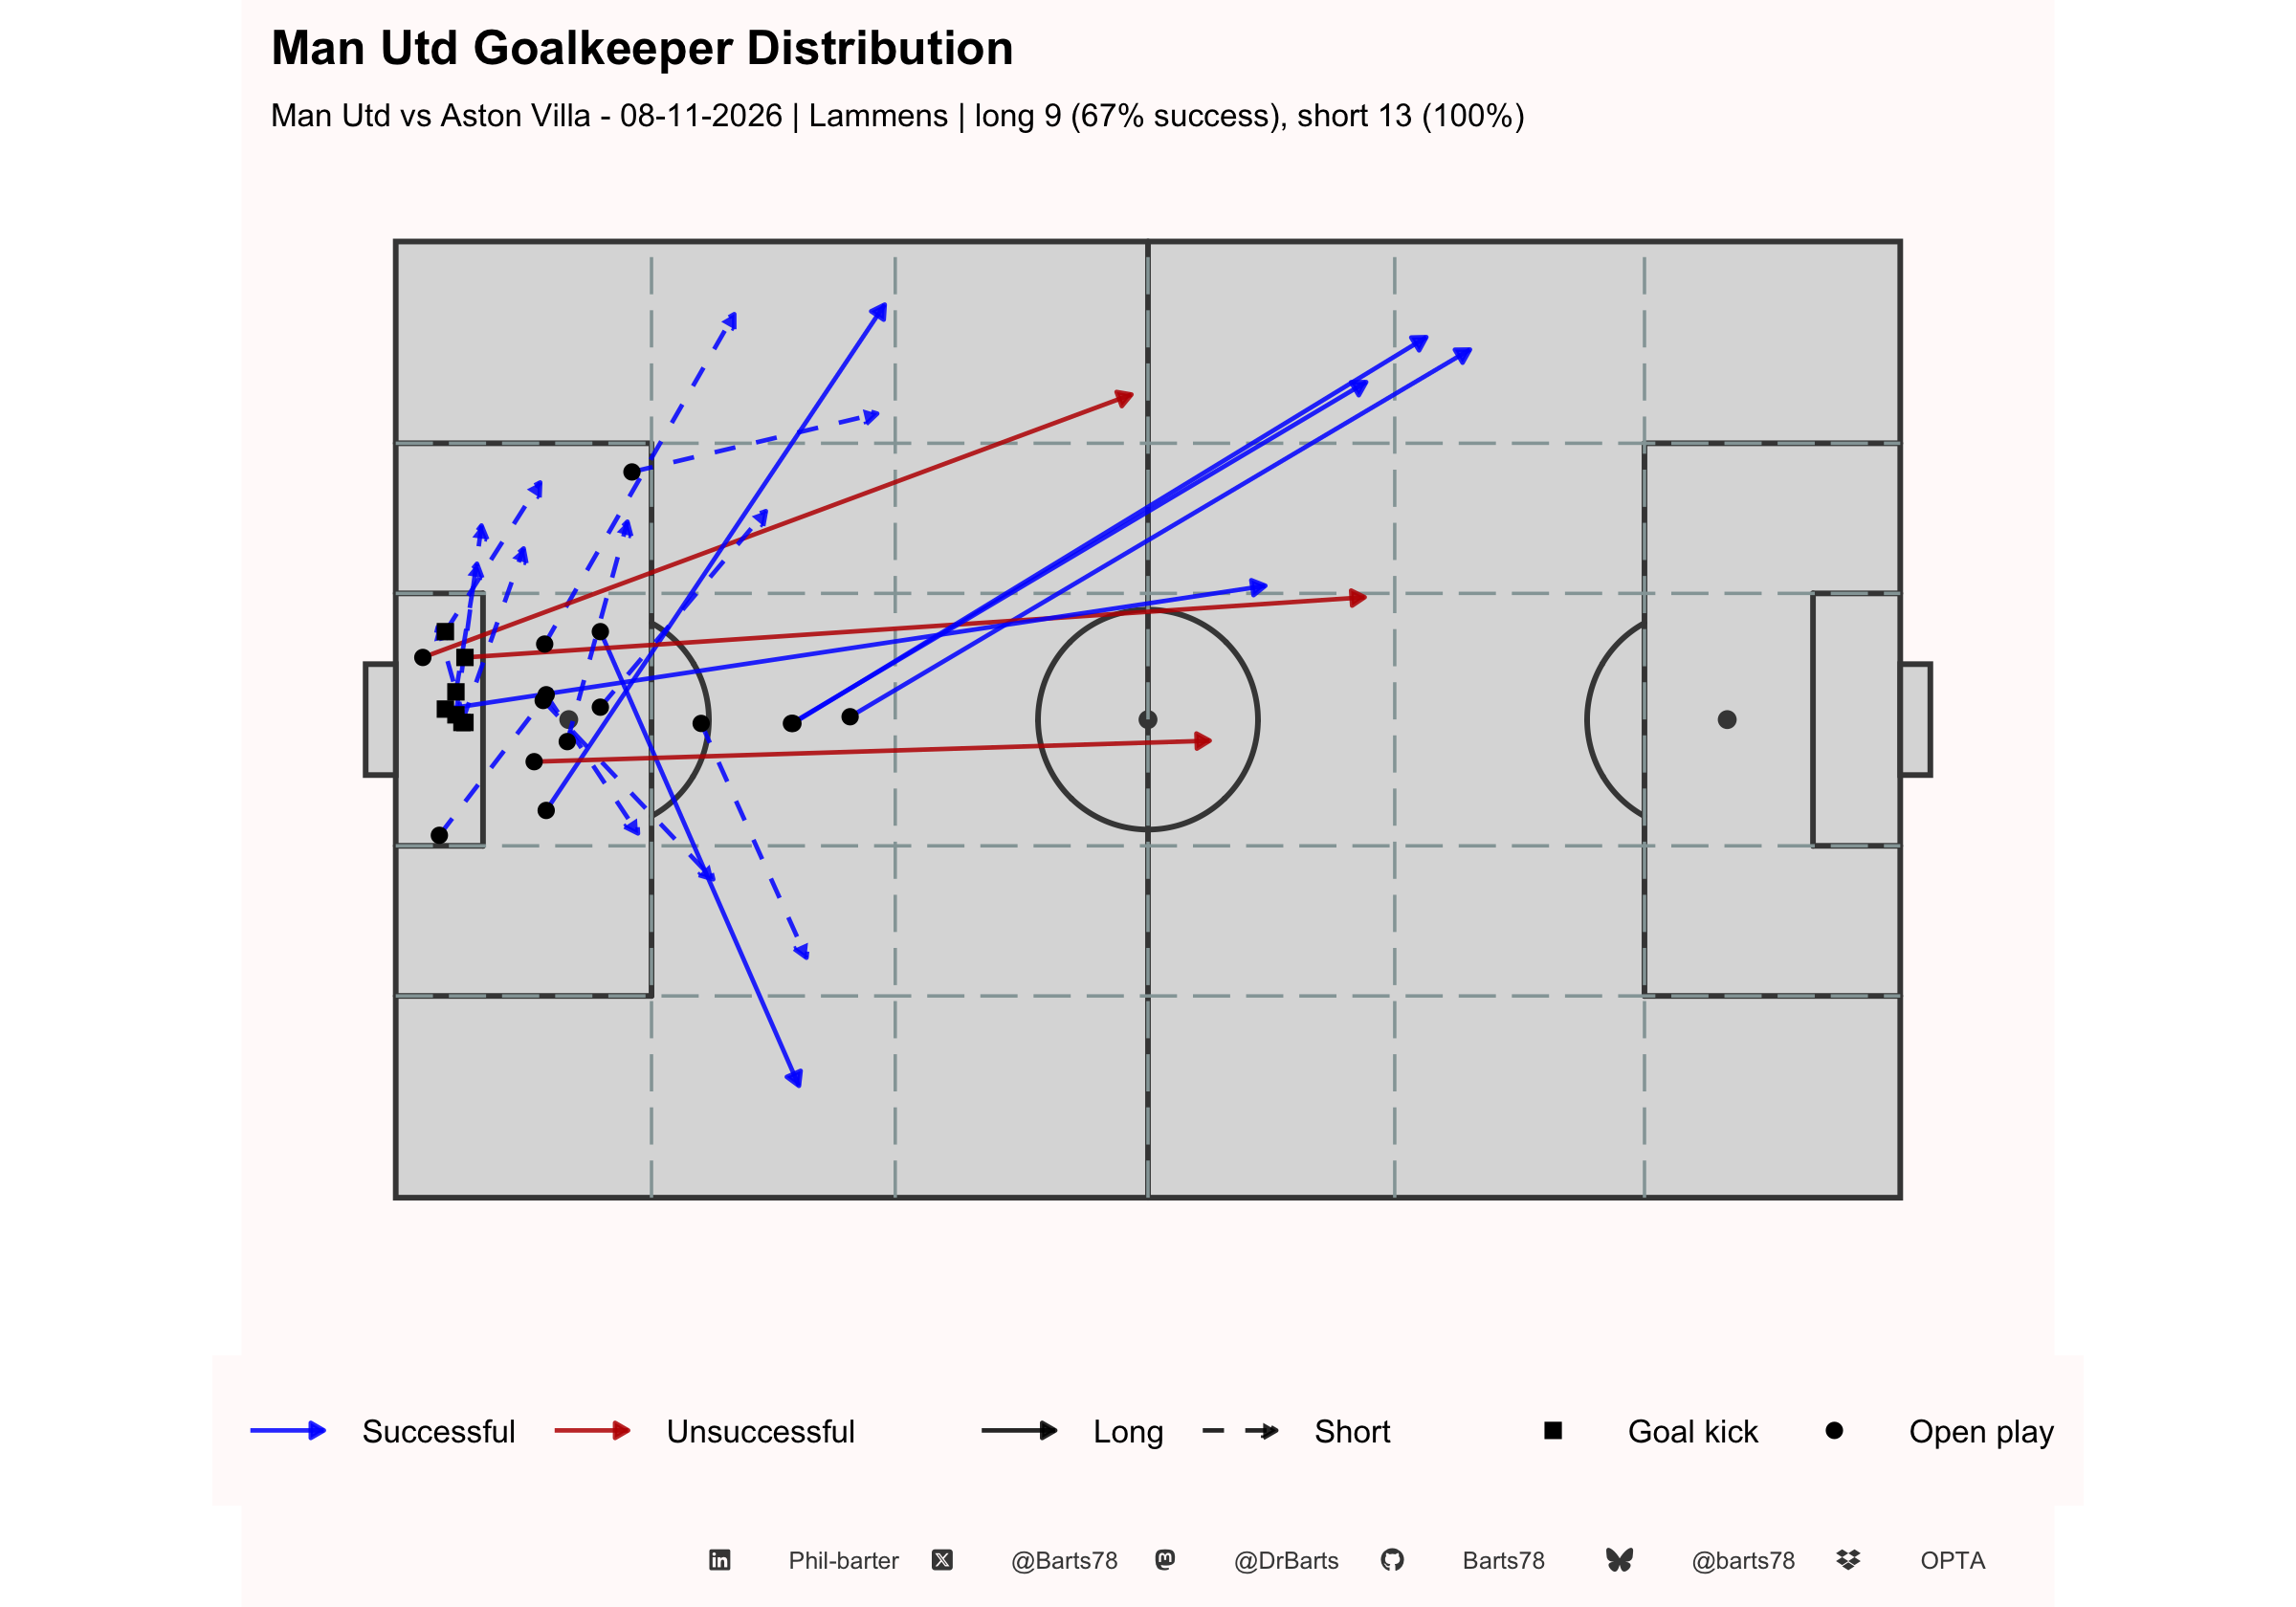 Man Utd Goalkeeper Distribution
Man Utd vs Aston Villa - 08-11-2026 | Lammens | long 9 (67% success), short 13 (100%)
Successful Unsuccessful Long Short Goal kick Open play
Phil-barter @Barts78 @DrBarts Barts78 @barts78 OPTA